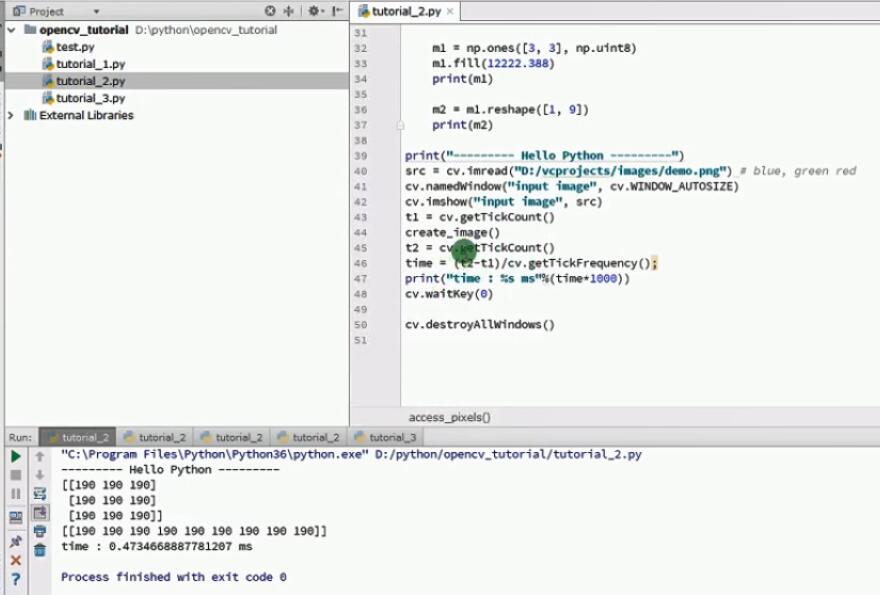 Project
tutorial_2.py
opencv_tutorial D:\python\opencv_tutorial
test.py
tutorial_1.py
tutorial_2.py
tutorial_3.py
External Libraries
31
32 m1 = np.ones([3, 3], np.uint8)
33 m1.fill(12222.388)
34 print(m1)
35
36 m2 = m1.reshape([1, 9])
37 print(m2)
38
39 print("--------- Hello Python ---------")
40 src = cv.imread("D:/vcprojects/images/demo.png") # blue, green red
41 cv.namedWindow("input image", cv.WINDOW_AUTOSIZE)
42 cv.imshow("input image", src)
43 t1 = cv.getTickCount()
44 create_image()
45 t2 = cv.getTickCount()
46 time = (t2-t1)/cv.getTickFrequency();
47 print("time : %s ms"%(time*1000))
48 cv.waitKey(0)
49
50 cv.destroyAllWindows()
51
access_pixels()
Run: tutorial_2 tutorial_2 tutorial_2 tutorial_2 tutorial_3
"C:\Program Files\Python\Python36\python.exe" D:/python/opencv_tutorial/tutorial_2.py
--------- Hello Python ---------
[[190 190 190]
[190 190 190]
[190 190 190]]
[[190 190 190 190 190 190 190 190 190]]
time : 0.4734668887781207 ms
Process finished with exit code 0